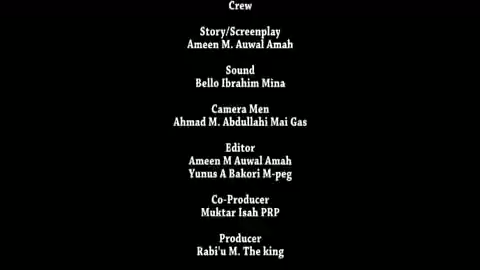 Crew
Story/Screenplay
Ameen M. Auwal Amah
Sound
Bello Ibrahim Mina
Camera Men
Ahmad M. Abdullahi Mai Gas
Editor
Ameen M Auwal Amah
Yunus A Bakori M-peg
Co-Producer
Muktar Isah PRP
Producer
Rabi'u M. The king